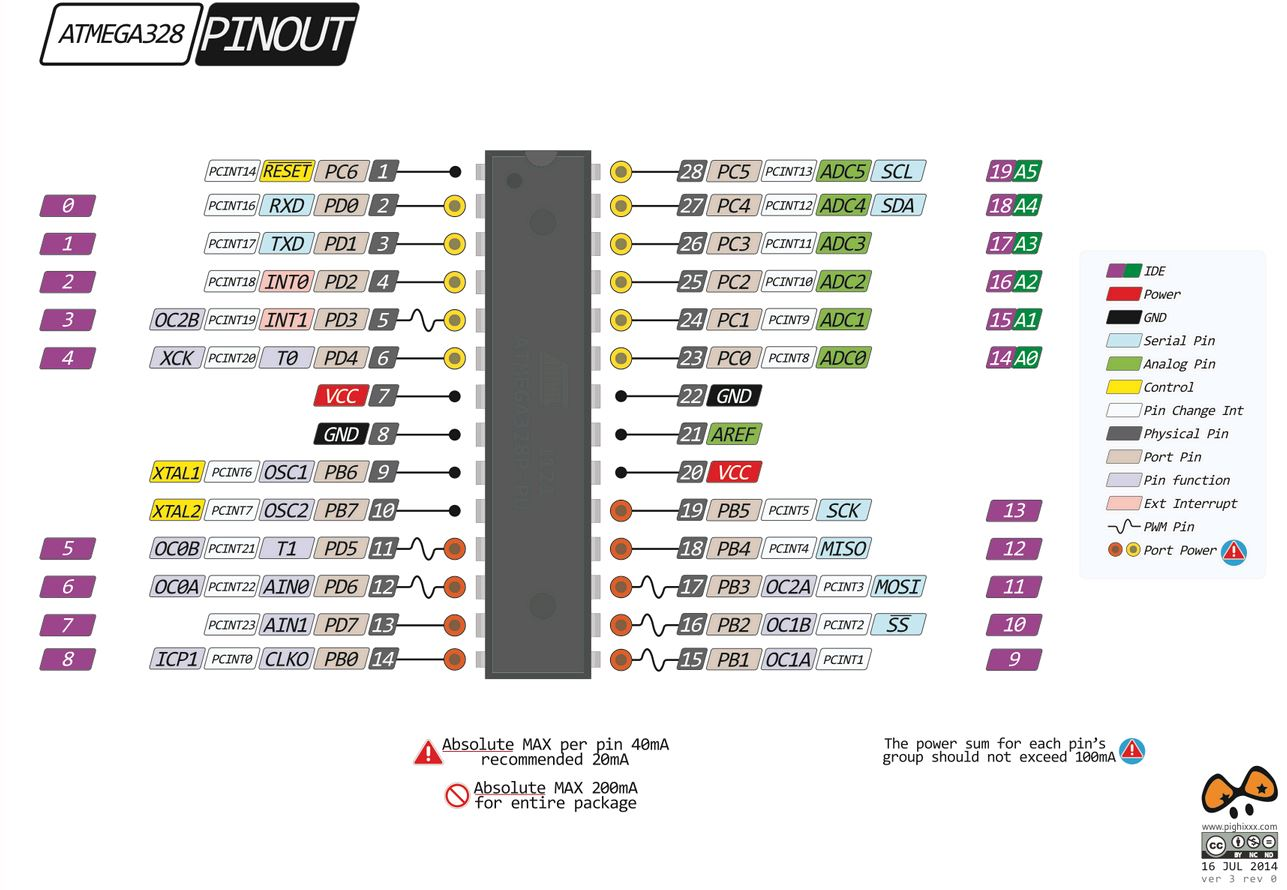 ATMEGA328 PINOUT
PCINT14 RESET PC6 1 28 PC5 PCINT13 ADC5 SCL 19 A5
0 PCINT16 RXD PD0 2 27 PC4 PCINT12 ADC4 SDA 18 A4
1 PCINT17 TXD PD1 3 26 PC3 PCINT11 ADC3 17 A3
2 PCINT18 INT0 PD2 4 25 PC2 PCINT10 ADC2 16 A2
3 OC2B PCINT19 INT1 PD3 5 24 PC1 PCINT9 ADC1 15 A1
4 XCK PCINT20 T0 PD4 6 23 PC0 PCINT8 ADC0 14 A0
VCC 7 22 GND
GND 8 21 AREF
XTAL1 PCINT6 OSC1 PB6 9 20 VCC
XTAL2 PCINT7 OSC2 PB7 10 19 PB5 PCINT5 SCK 13
5 OC0B PCINT21 T1 PD5 11 18 PB4 PCINT4 MISO 12
6 OC0A PCINT22 AIN0 PD6 12 17 PB3 OC2A PCINT3 MOSI 11
7 PCINT23 AIN1 PD7 13 16 PB2 OC1B PCINT2 SS 10
8 ICP1 PCINT0 CLKO PB0 14 15 PB1 OC1A PCINT1 9
IDE
Power
GND
Serial Pin
Analog Pin
Control
Pin Change Int
Physical Pin
Port Pin
Pin function
Ext Interrupt
PWM Pin
Port Power
Absolute MAX per pin 40mA
recommended 20mA
Absolute MAX 200mA
for entire package
The power sum for each pin's
group should not exceed 100mA
www.pighixxx.com
CC BY NC ND
16 JUL 2014
ver 3 rev 0